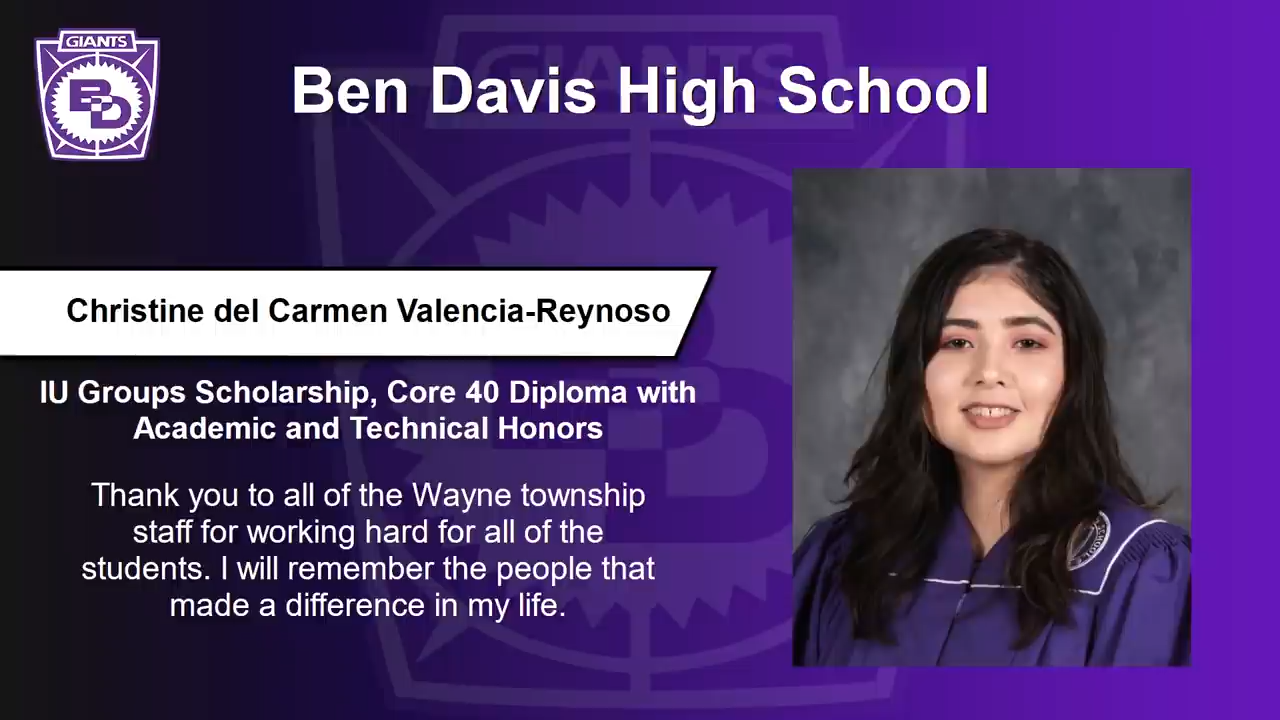 GIANTS
BD
GIANTS
Ben Davis High School
Christine del Carmen Valencia-Reynoso
IU Groups Scholarship, Core 40 Diploma with
Academic and Technical Honors
Thank you to all of the Wayne township
staff for working hard for all of the
students. I will remember the people that
made a difference in my life.